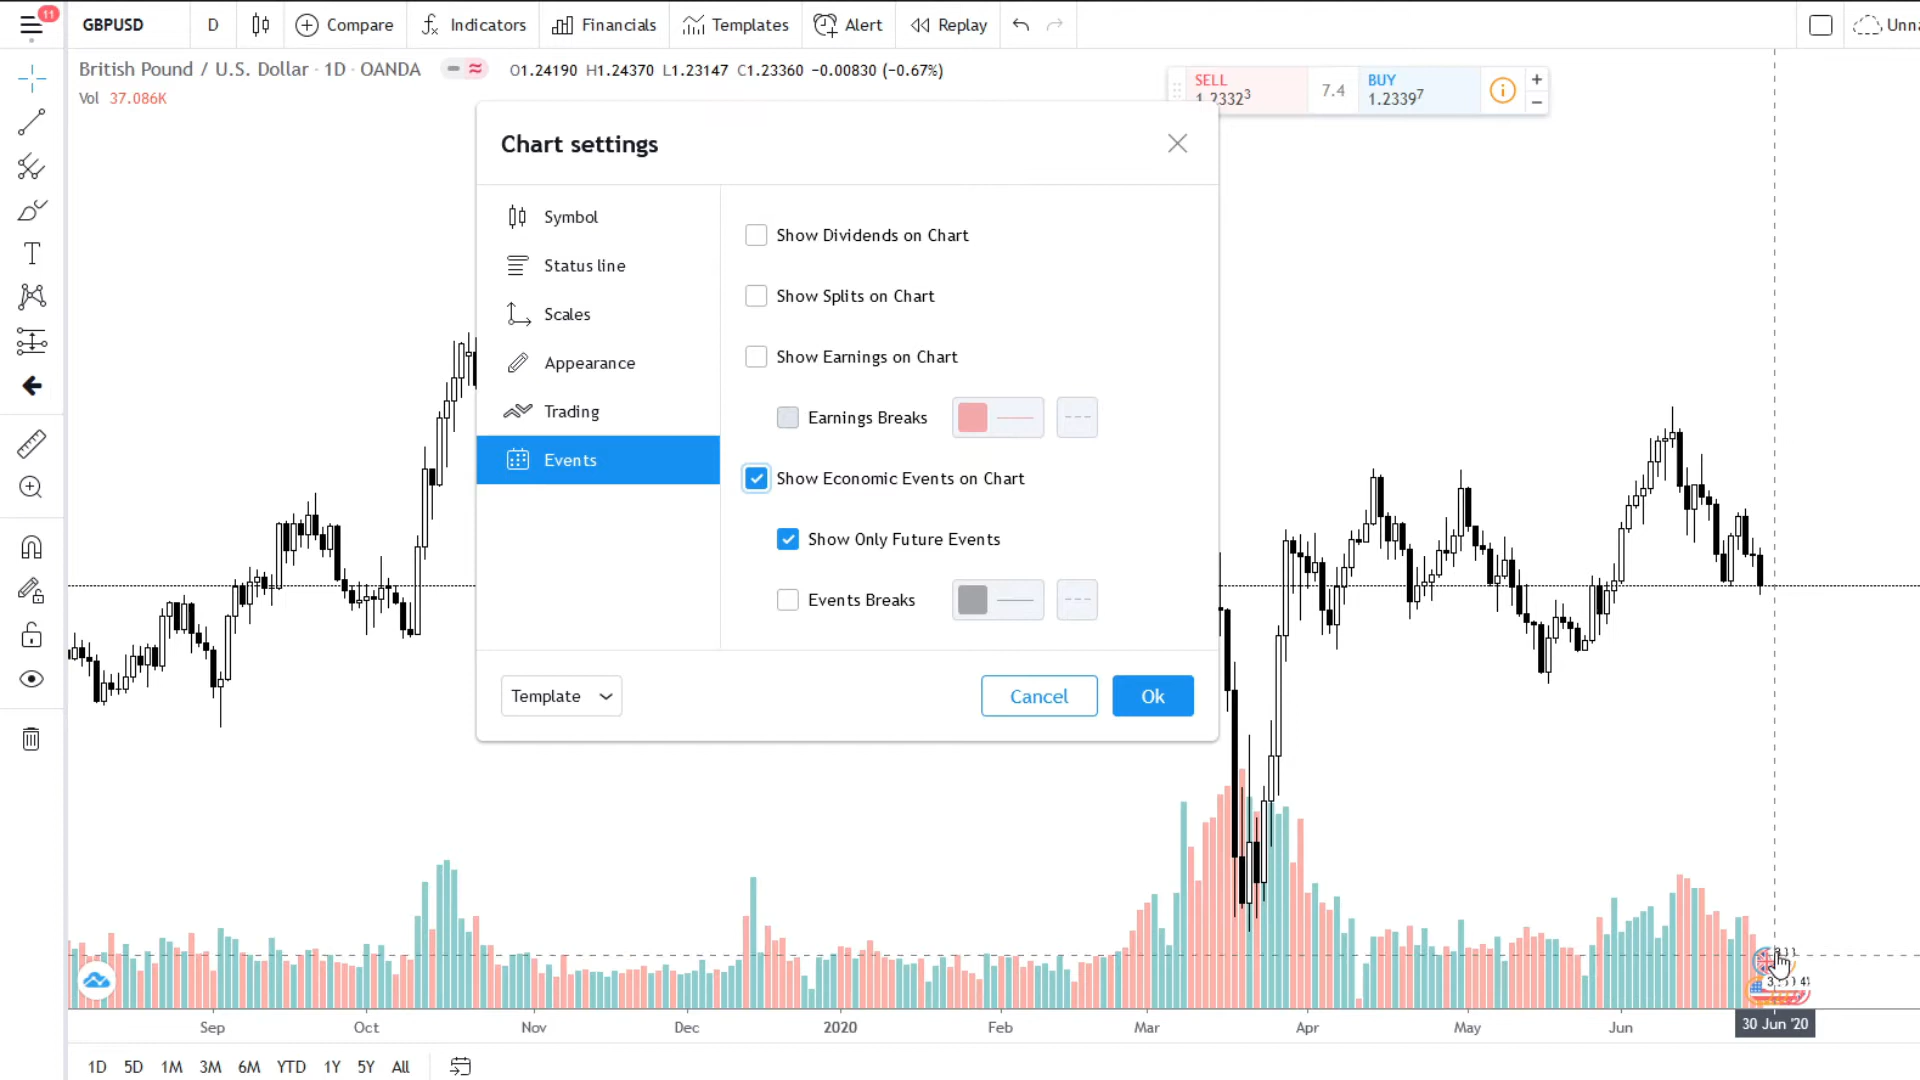 11
GBPUSD D Compare Indicators Financials Templates Alert Replay
British Pound / U.S. Dollar · 1D · OANDA O1.24190 H1.24370 L1.23147 C1.23360 −0.00830 (−0.67%)
Vol 37.086K
SELL
1.23323
7.4
BUY
1.23397
Chart settings
Symbol
Status line
Scales
Appearance
Trading
Events
Show Dividends on Chart
Show Splits on Chart
Show Earnings on Chart
Earnings Breaks
Show Economic Events on Chart
Show Only Future Events
Events Breaks
Template
Cancel
Ok
Sep Oct Nov Dec 2020 Feb Mar Apr May Jun 30 Jun '20
1D 5D 1M 3M 6M YTD 1Y 5Y All